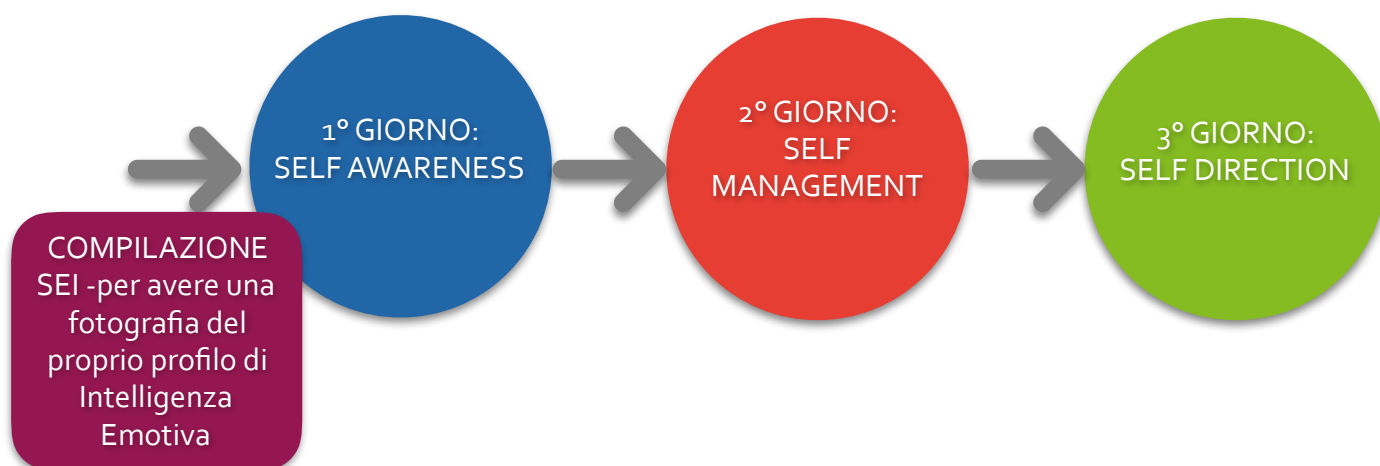 1° GIORNO:
SELF AWARENESS
2° GIORNO:
SELF
MANAGEMENT
3° GIORNO:
SELF DIRECTION
COMPILAZIONE
SEI -per avere una
fotografia del
proprio profilo di
Intelligenza
Emotiva